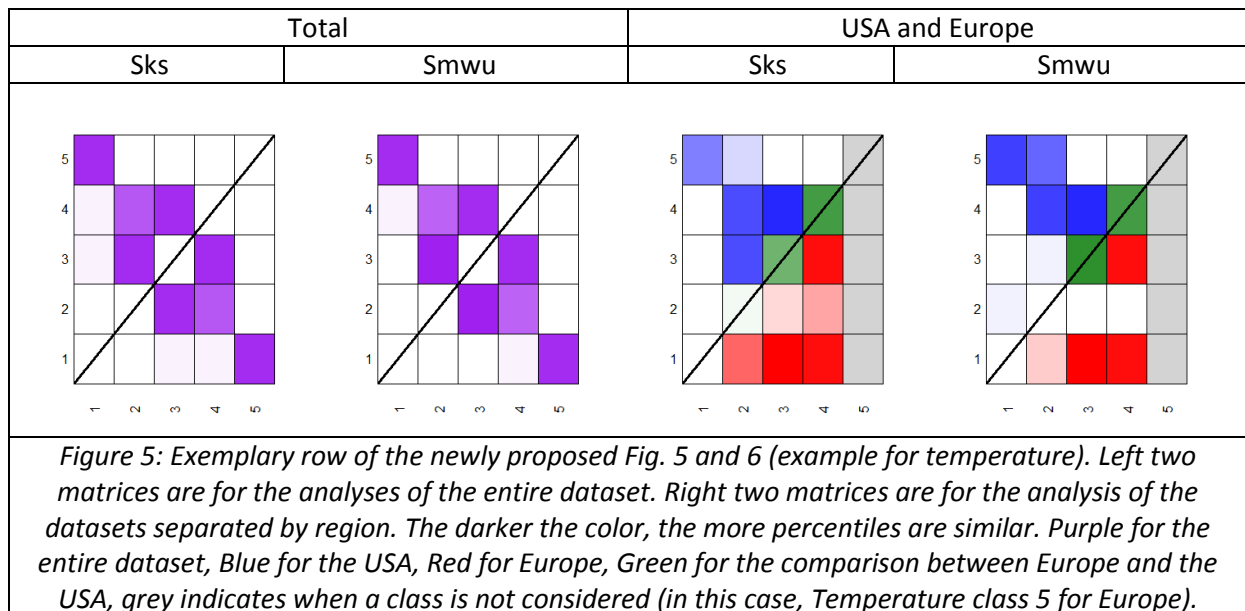 Total USA and Europe
Sks Smwu Sks Smwu
5 5 5 5
4 4 4 4
3 3 3 3
2 2 2 2
1 1 1 1
1 2 3 4 5 1 2 3 4 5 1 2 3 4 5 1 2 3 4 5
Figure 5: Exemplary row of the newly proposed Fig. 5 and 6 (example for temperature). Left two
matrices are for the analyses of the entire dataset. Right two matrices are for the analysis of the
datasets separated by region. The darker the color, the more percentiles are similar. Purple for the
entire dataset, Blue for the USA, Red for Europe, Green for the comparison between Europe and the
USA, grey indicates when a class is not considered (in this case, Temperature class 5 for Europe).